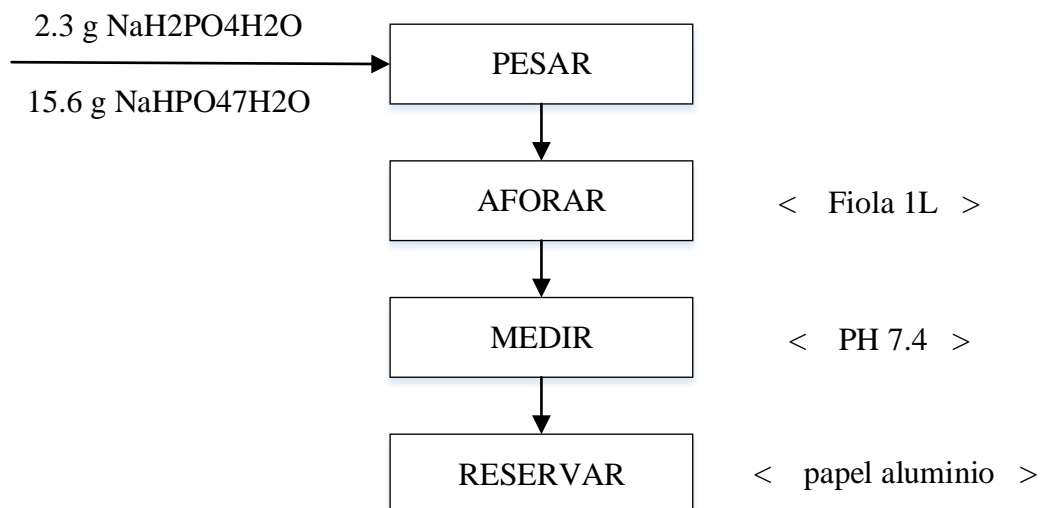 2.3 g NaH2PO4H2O
15.6 g NaHPO47H2O
PESAR
AFORAR
< Fiola 1L >
MEDIR
< PH 7.4 >
RESERVAR
< papel aluminio >